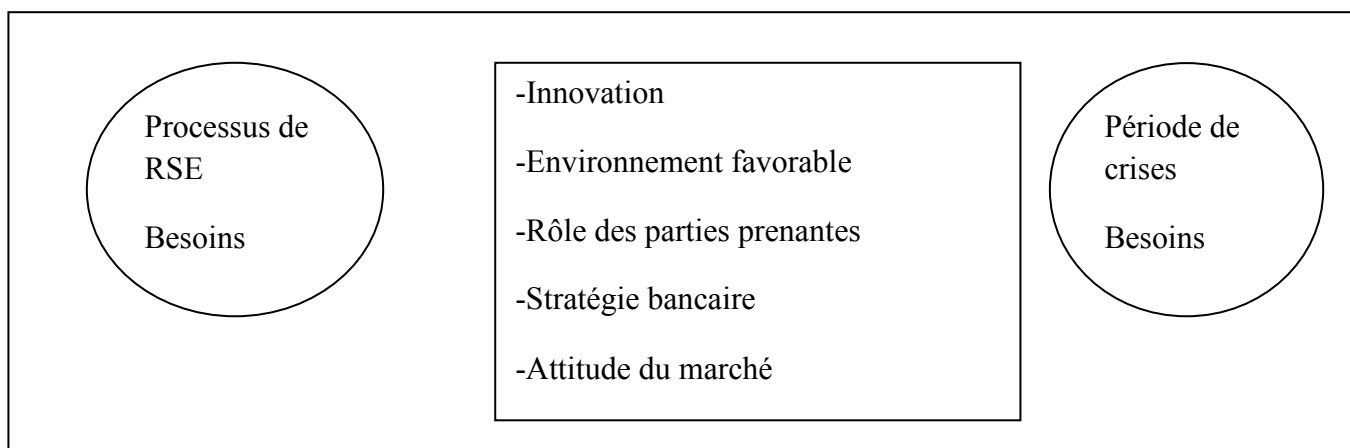 Processus de
RSE
Besoins
-Innovation
-Environnement favorable
-Rôle des parties prenantes
-Stratégie bancaire
-Attitude du marché
Période de
crises
Besoins